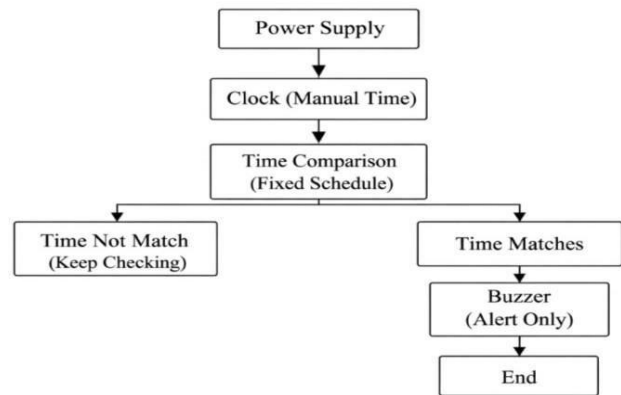 Power Supply
Clock (Manual Time)
Time Comparison
(Fixed Schedule)
Time Not Match
(Keep Checking)
Time Matches
Buzzer
(Alert Only)
End